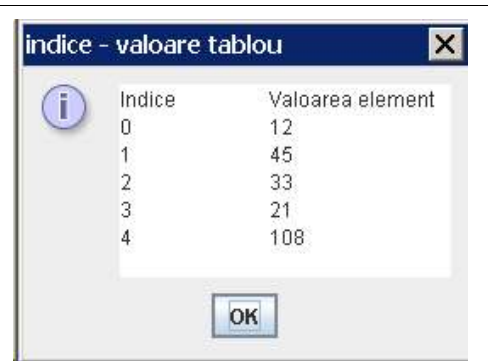 indice - valoare tablou
Indice Valoarea element
0 12
1 45
2 33
3 21
4 108
OK